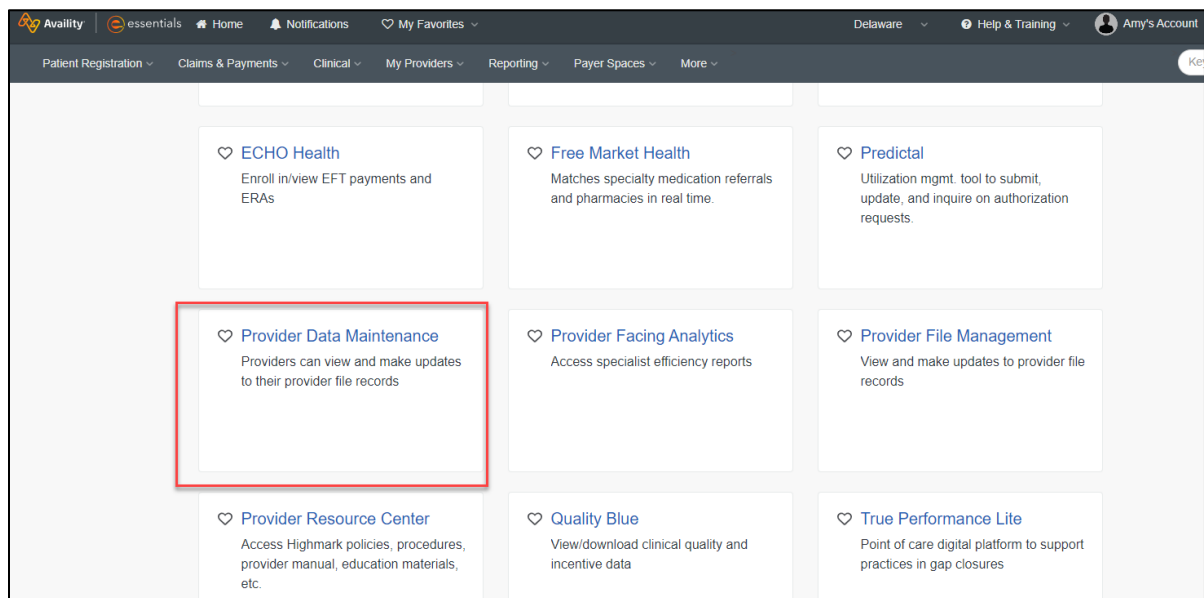 Availity essentials Home Notifications My Favorites Delaware Help & Training Amy's Account
Patient Registration Claims & Payments Clinical My Providers Reporting Payer Spaces More Key
ECHO Health
Enroll in/view EFT payments and
ERAs
Free Market Health
Matches specialty medication referrals
and pharmacies in real time.
Predictal
Utilization mgmt. tool to submit,
update, and inquire on authorization
requests.
Provider Data Maintenance
Providers can view and make updates
to their provider file records
Provider Facing Analytics
Access specialist efficiency reports
Provider File Management
View and make updates to provider file
records
Provider Resource Center
Access Highmark policies, procedures,
provider manual, education materials,
etc.
Quality Blue
View/download clinical quality and
incentive data
True Performance Lite
Point of care digital platform to support
practices in gap closures